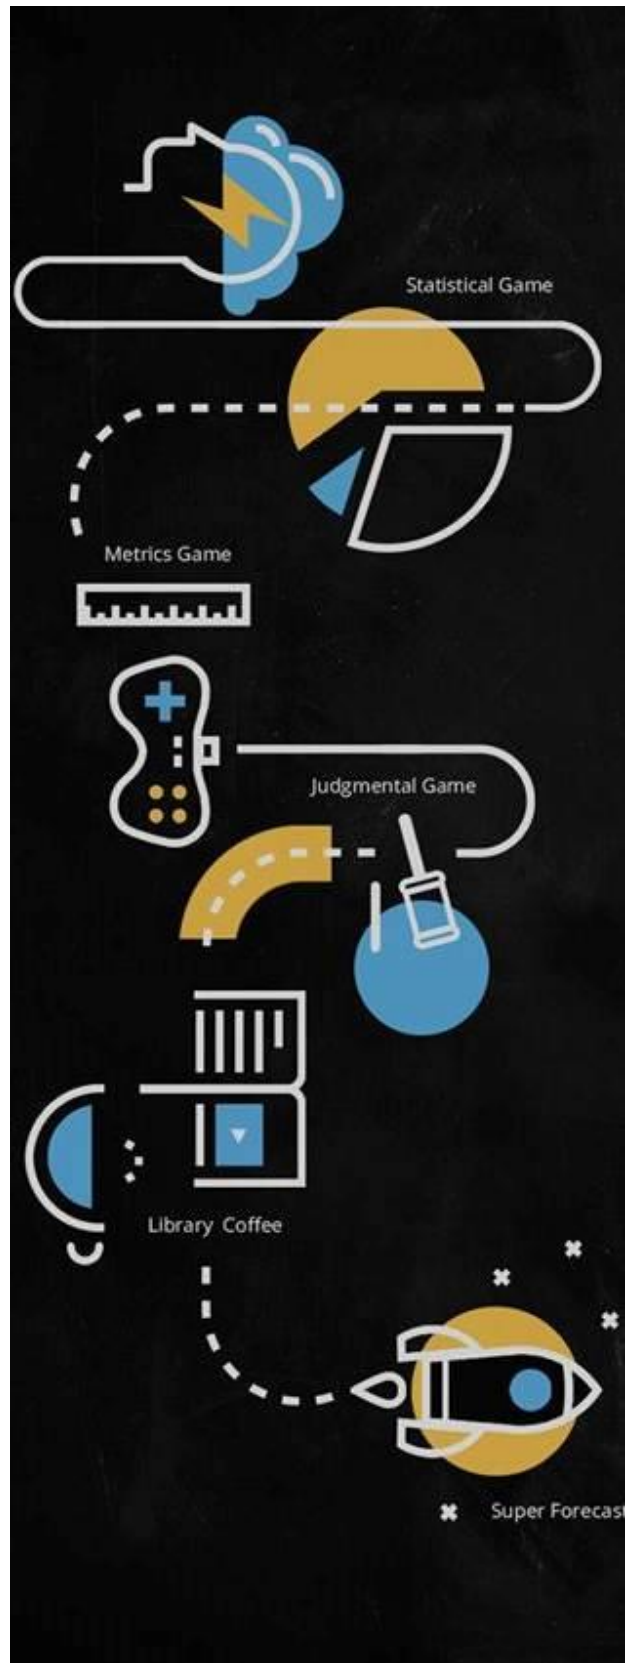 Statistical Game
Metrics Game
Judgmental Game
Library Coffee
Super Forecast